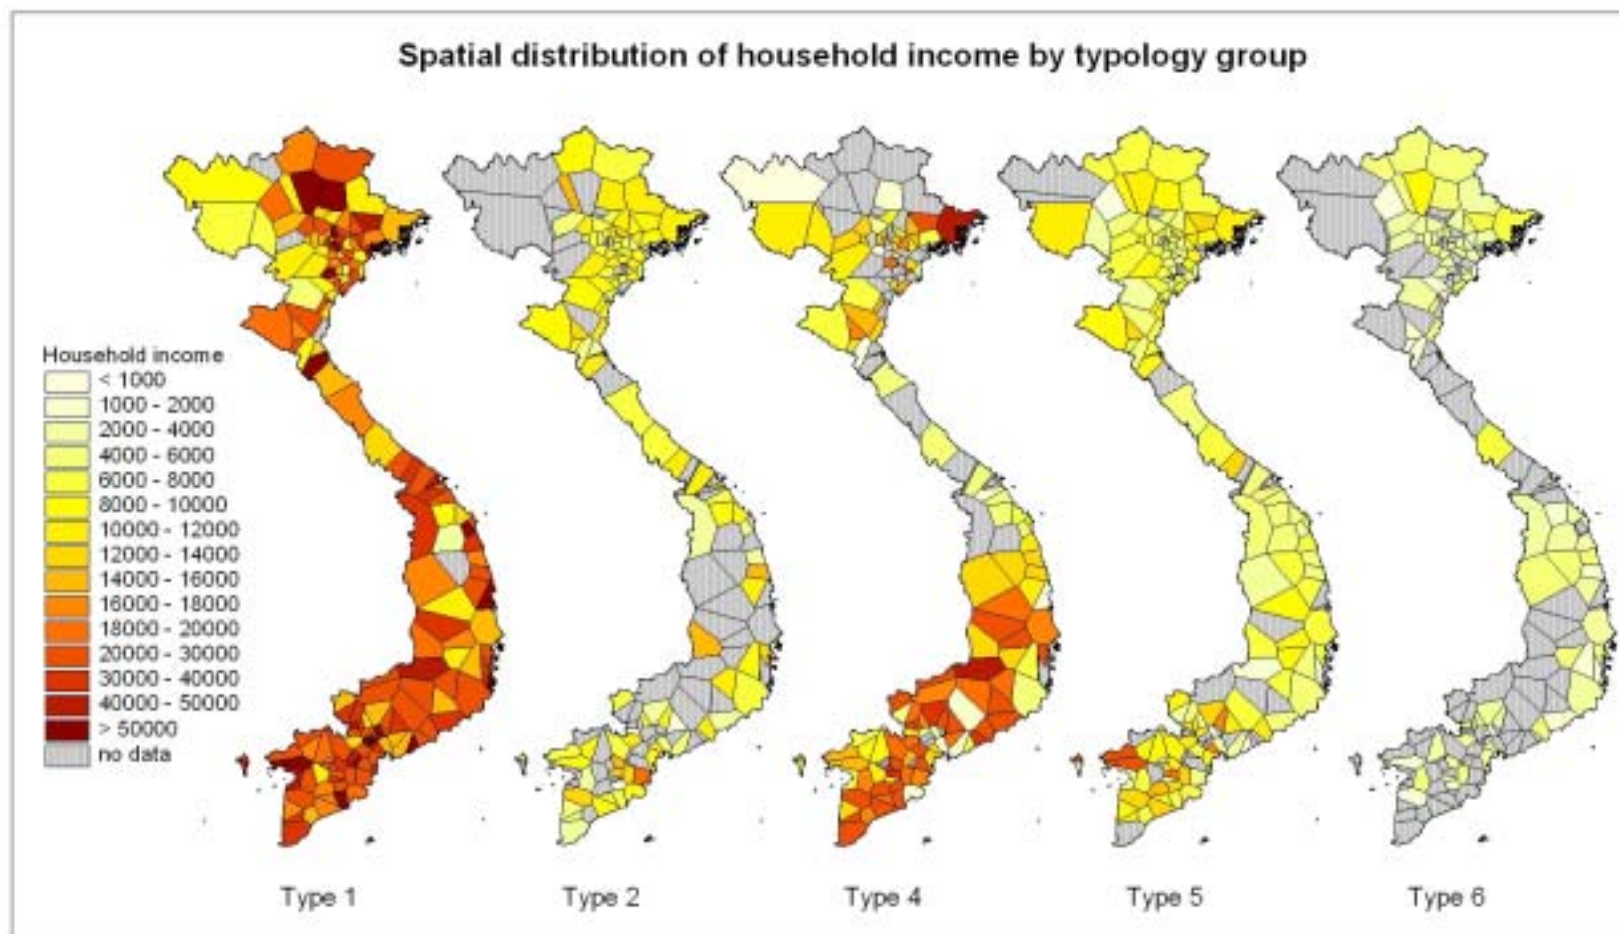 Spatial distribution of household income by typology group
Household income
< 1000
1000 - 2000
2000 - 4000
4000 - 6000
6000 - 8000
8000 - 10000
10000 - 12000
12000 - 14000
14000 - 16000
16000 - 18000
18000 - 20000
20000 - 30000
30000 - 40000
40000 - 50000
> 50000
no data
Type 1
Type 2
Type 4
Type 5
Type 6